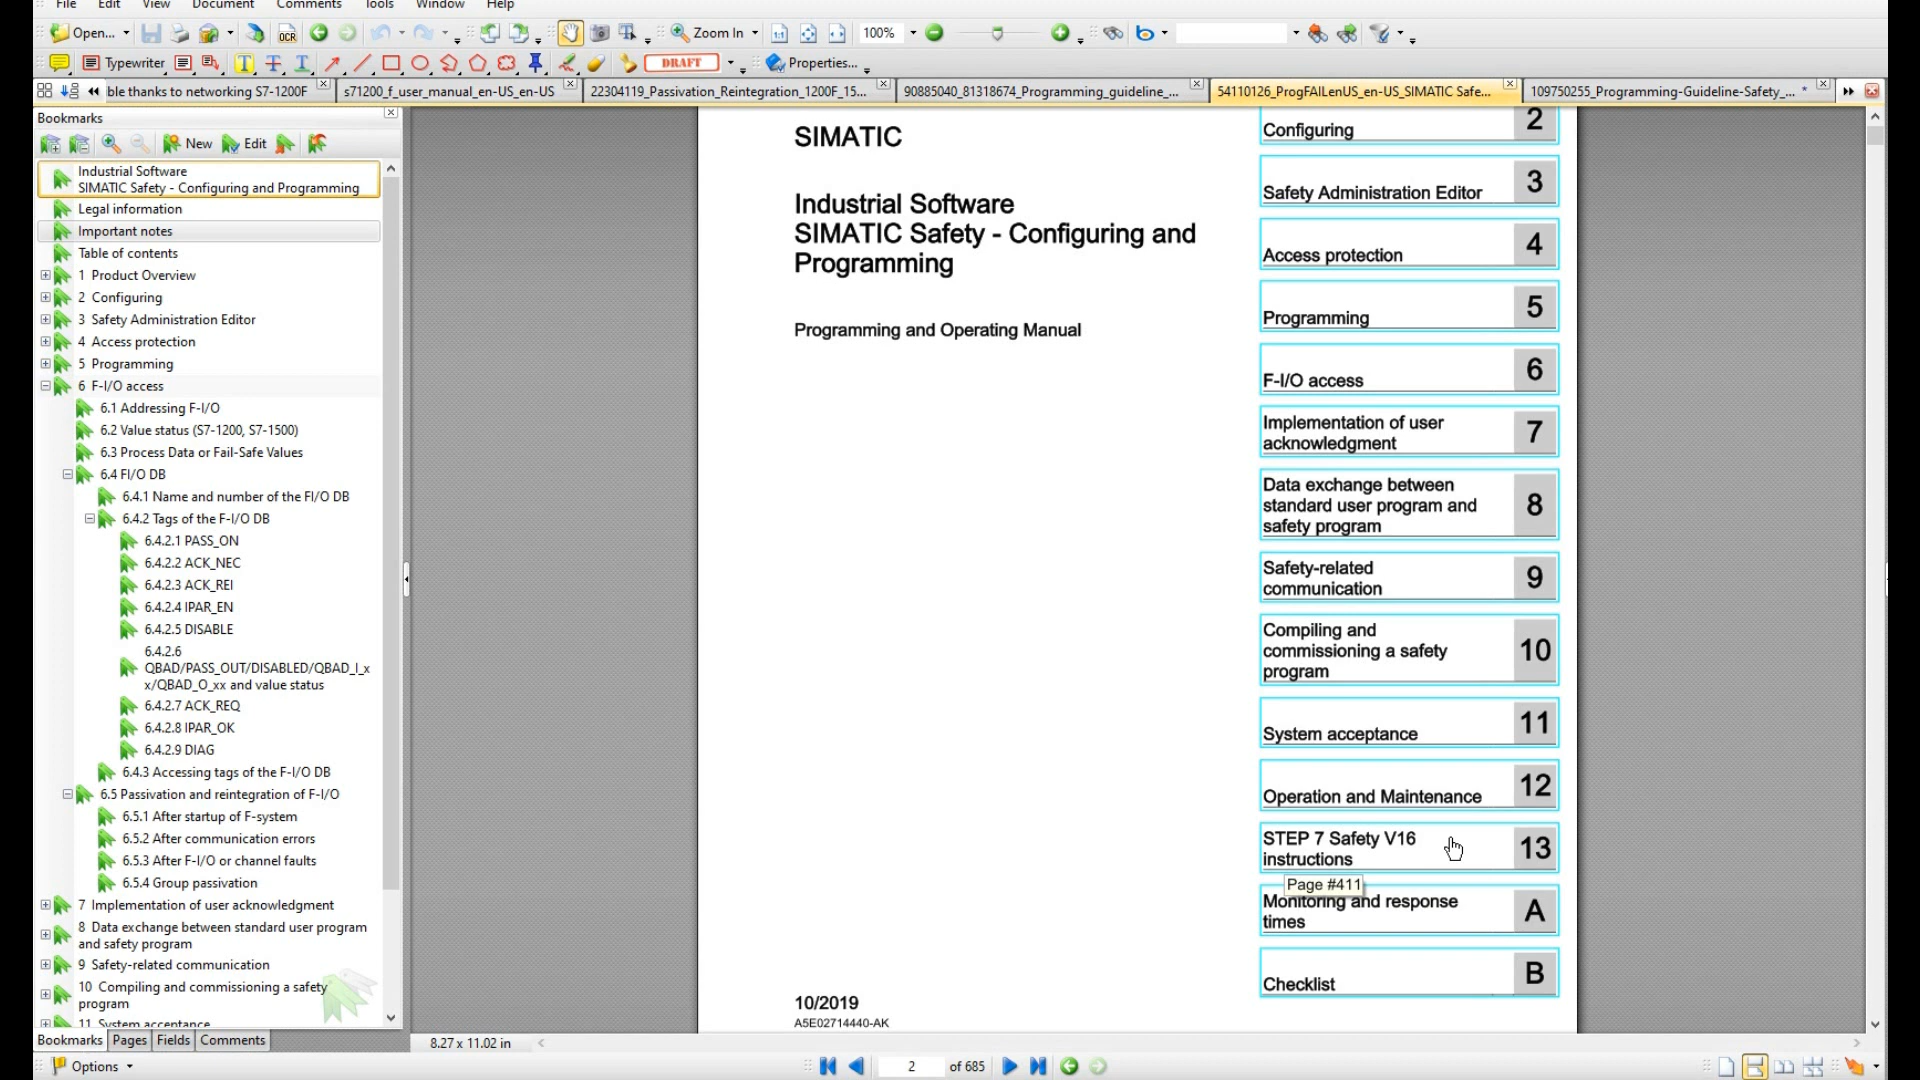 File Edit View Document Comments Tools Window Help
Open... OCR Zoom In 100%
Typewriter T T T DRAFT Properties...
ble thanks to networking S7-1200F s71200_f_user_manual_en-US_en-US 22304119_Passivation_Reintegration_1200F_15... 90885040_81318674_Programming_guideline_... 54110126_ProgFAILenUS_en-US_SIMATIC Safe... 109750255_Programming-Guideline-Safety_... *
Bookmarks
New Edit
Industrial Software
SIMATIC Safety - Configuring and Programming
Legal information
Important notes
Table of contents
1 Product Overview
2 Configuring
3 Safety Administration Editor
4 Access protection
5 Programming
6 F-I/O access
6.1 Addressing F-I/O
6.2 Value status (S7-1200, S7-1500)
6.3 Process Data or Fail-Safe Values
6.4 FI/O DB
6.4.1 Name and number of the FI/O DB
6.4.2 Tags of the F-I/O DB
6.4.2.1 PASS_ON
6.4.2.2 ACK_NEC
6.4.2.3 ACK_REI
6.4.2.4 IPAR_EN
6.4.2.5 DISABLE
6.4.2.6
QBAD/PASS_OUT/DISABLED/QBAD_I_x
x/QBAD_O_xx and value status
6.4.2.7 ACK_REQ
6.4.2.8 IPAR_OK
6.4.2.9 DIAG
6.4.3 Accessing tags of the F-I/O DB
6.5 Passivation and reintegration of F-I/O
6.5.1 After startup of F-system
6.5.2 After communication errors
6.5.3 After F-I/O or channel faults
6.5.4 Group passivation
7 Implementation of user acknowledgment
8 Data exchange between standard user program
and safety program
9 Safety-related communication
10 Compiling and commissioning a safety
program
11 System acceptance
Bookmarks Pages Fields Comments
Options
SIMATIC
Industrial Software
SIMATIC Safety - Configuring and
Programming
Programming and Operating Manual
10/2019
A5E02714440-AK
Configuring 2
Safety Administration Editor 3
Access protection 4
Programming 5
F-I/O access 6
Implementation of user
acknowledgment 7
Data exchange between
standard user program and
safety program 8
Safety-related
communication 9
Compiling and
commissioning a safety
program 10
System acceptance 11
Operation and Maintenance 12
STEP 7 Safety V16
instructions 13
Page #411
Monitoring and response
times A
Checklist B
8.27 x 11.02 in
2 of 685